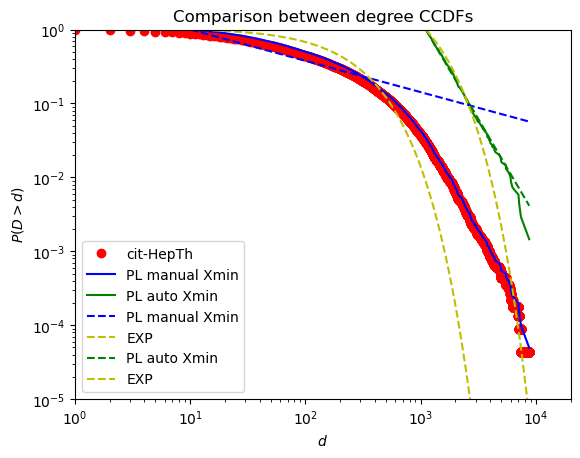 Comparison between degree CCDFs
10^0
10^-1
10^-2
10^-3
10^-4
10^-5
P(D > d)
cit-HepTh
PL manual Xmin
PL auto Xmin
PL manual Xmin
EXP
PL auto Xmin
EXP
10^0 10^1 10^2 10^3 10^4
d